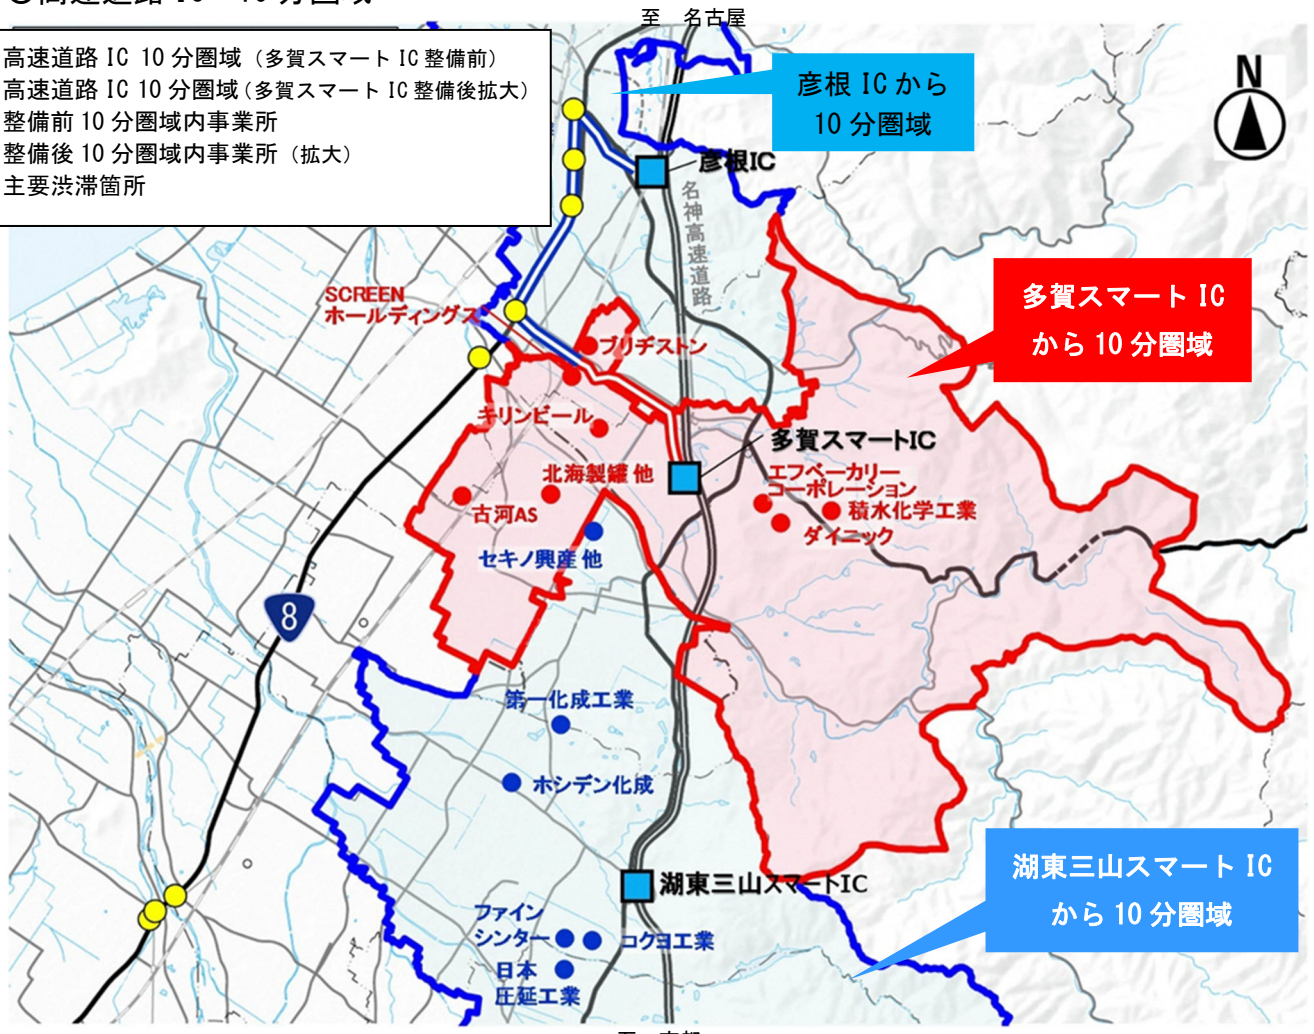 高速道路 IC 10 分圏域
至 名古屋
高速道路 IC 10 分圏域（多賀スマート IC 整備前）
高速道路 IC 10 分圏域（多賀スマート IC 整備後拡大）
整備前 10 分圏域内事業所
整備後 10 分圏域内事業所（拡大）
主要渋滞箇所
彦根 IC から
10 分圏域
N
彦根IC
名神高速道路
多賀スマート IC
から 10 分圏域
SCREEN
ホールディングス
ブリヂストン
キリンビール
多賀スマートIC
北海製罐 他
エフベーカリー
コーポレーション
古河AS
積水化学工業
ダイニック
セキノ興産 他
8
第一化成工業
ホシデン化成
湖東三山スマート IC
から 10 分圏域
湖東三山スマートIC
ファイン
シンター
コクヨ工業
日本
圧延工業